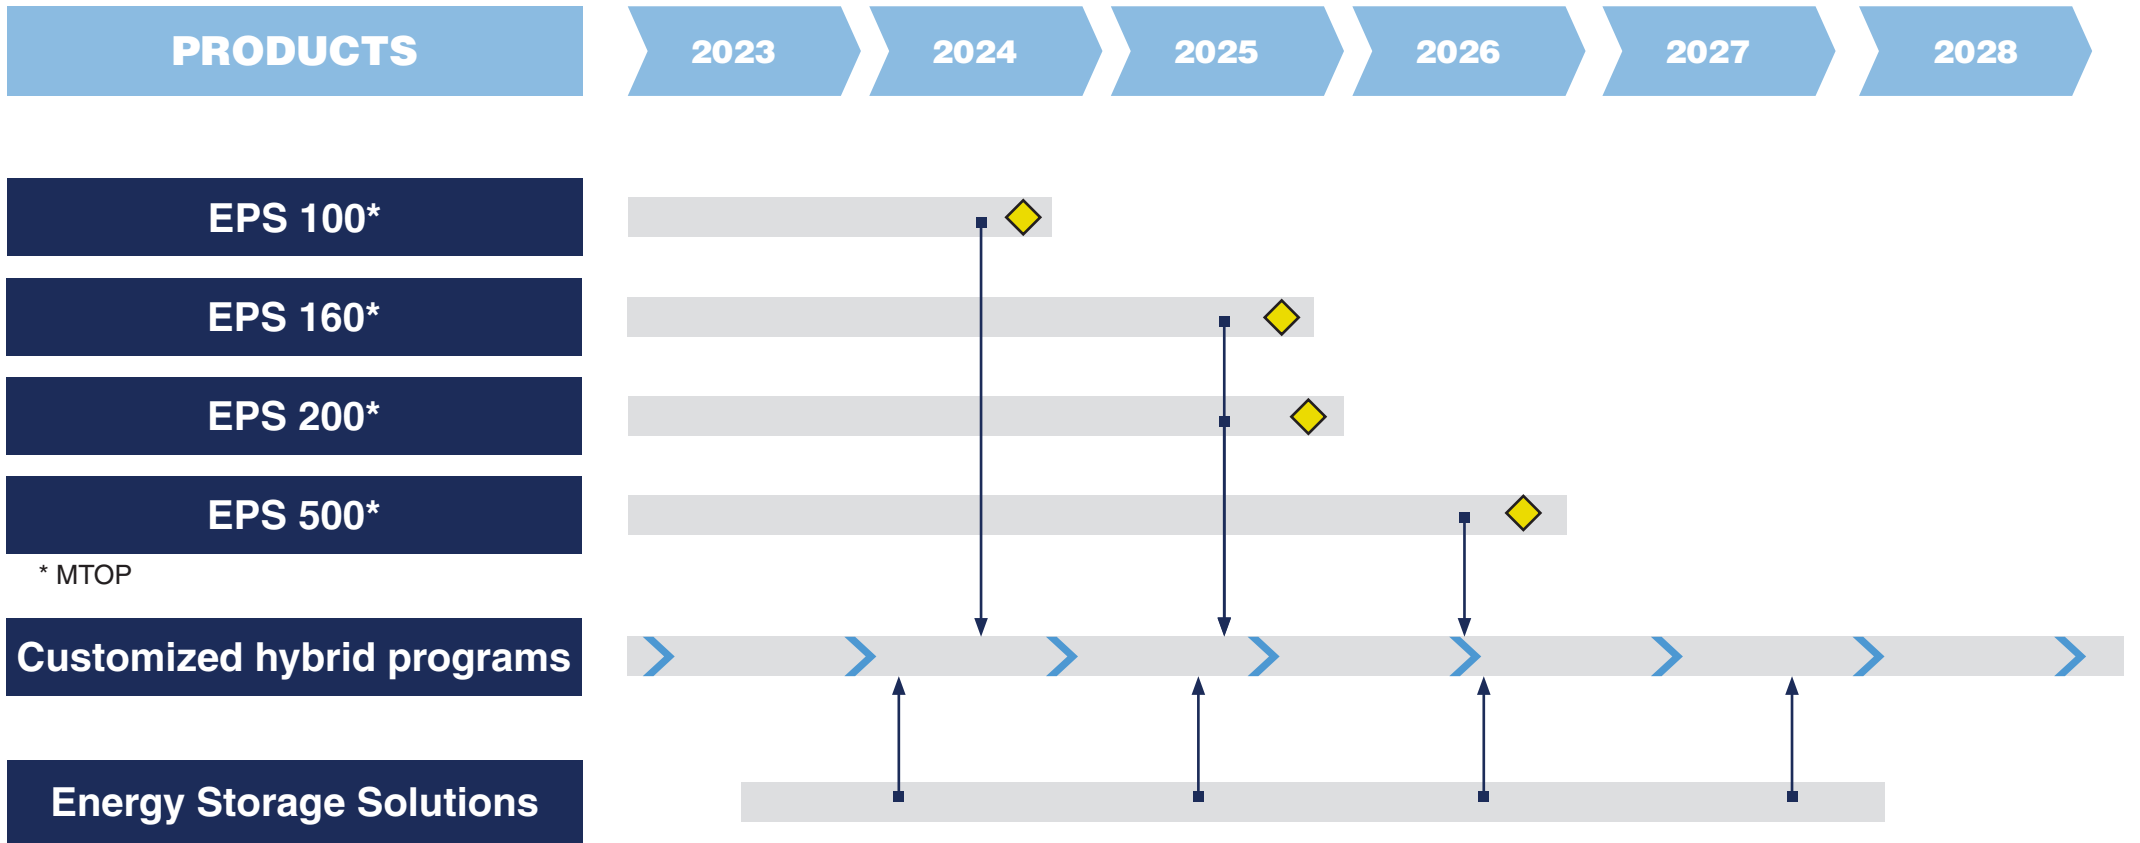 PRODUCTS 2023 2024 2025 2026 2027 2028
EPS 100*
EPS 160*
EPS 200*
EPS 500*
* MTOP
Customized hybrid programs
Energy Storage Solutions